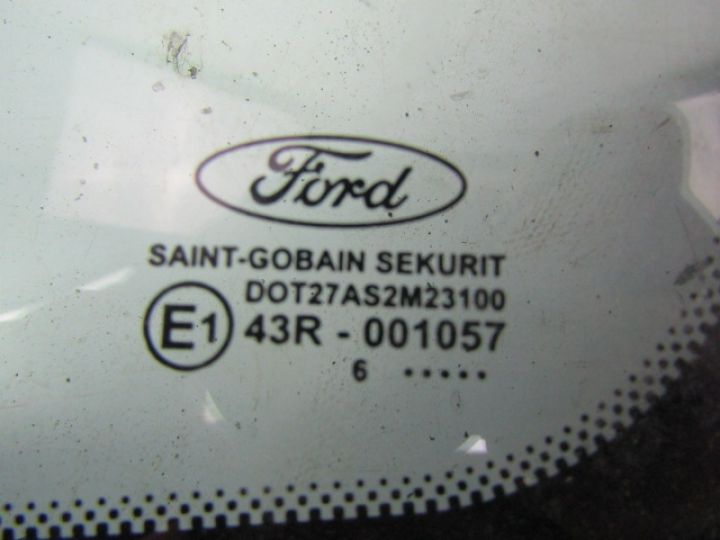 Ford
SAINT-GOBAIN SEKURIT
DOT27AS2M23100
E1 43R - 001057
6 .....